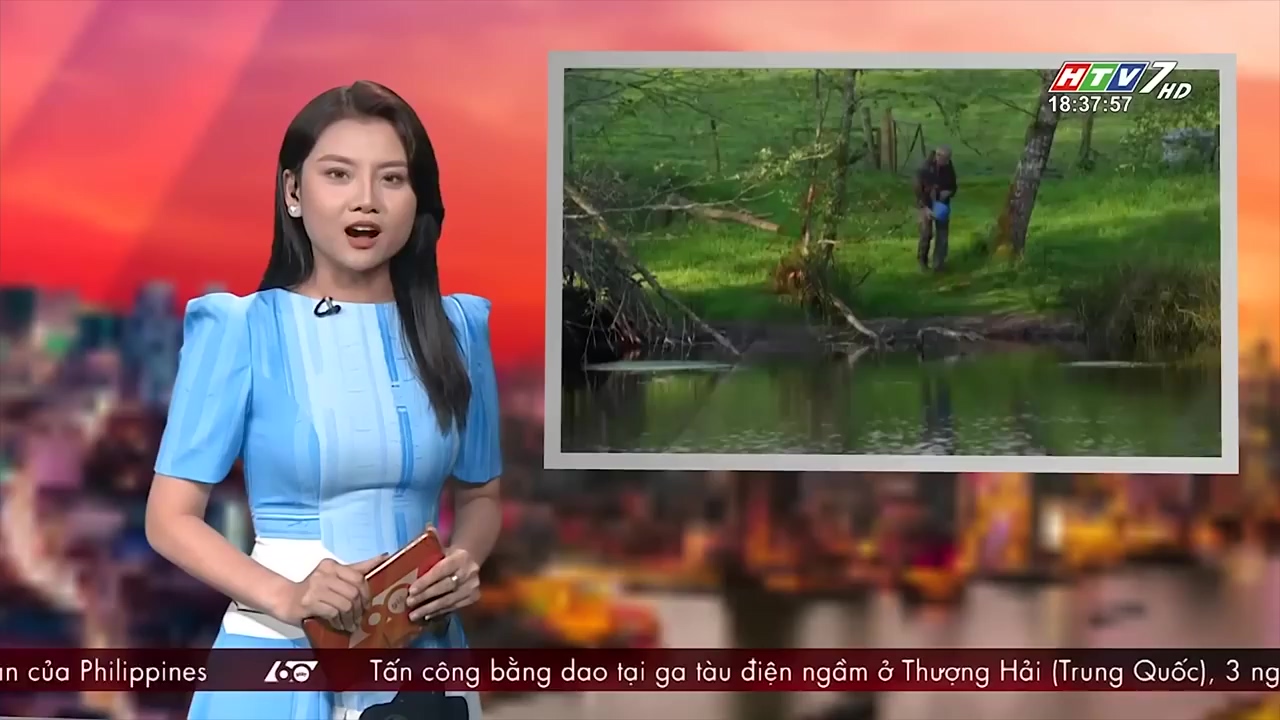 HTV7 HD
18:37:57
của Philippines
60 Tấn công bằng dao tại ga tàu điện ngầm ở Thượng Hải (Trung Quốc), 3